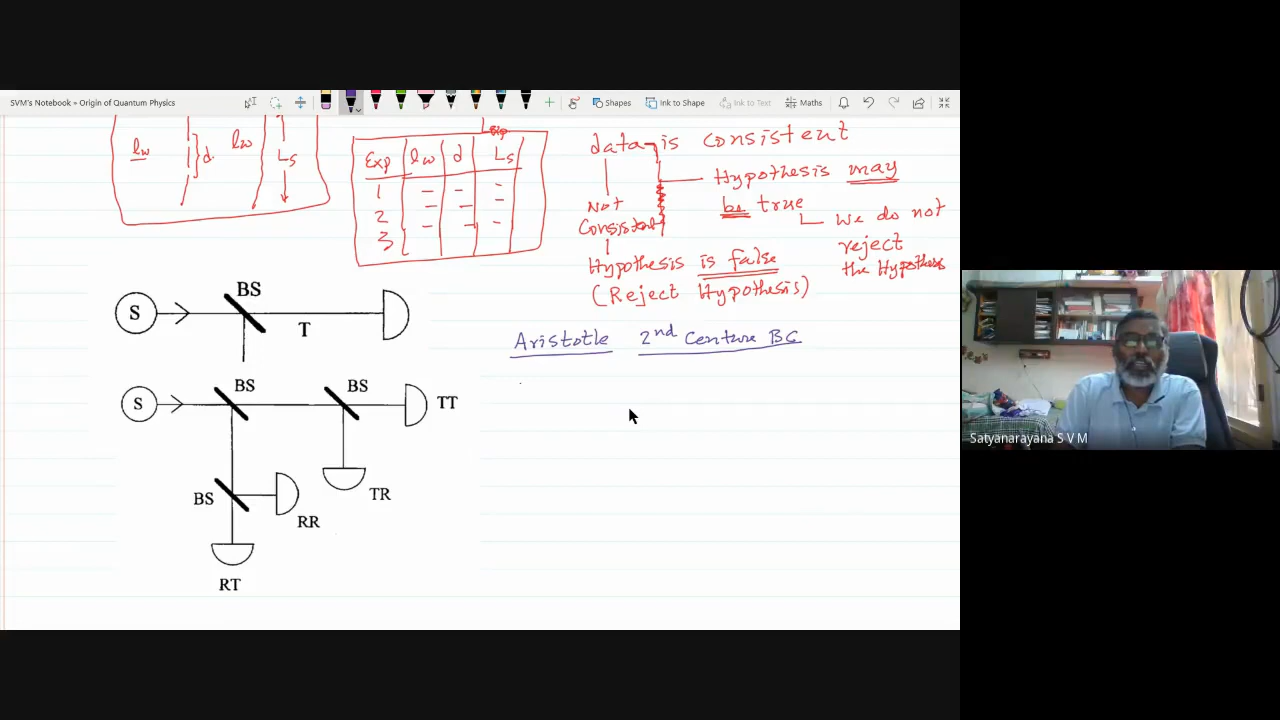 SVM's Notebook » Origin of Quantum Physics
Shapes
Ink to Shape
Ink to Text
Maths
lw
d
lw
Ls
Exp lw d Ls
1 – – –
2 – – –
3 – – –
data is consistent
Hypothesis may
be true
we do not
reject
the Hypothesis
Not
Consistent
Hypothesis is false
(Reject Hypothesis)
Aristotle 2nd Centure BC
S
BS
T
S
BS
BS
TT
TR
BS
RR
RT
Satyanarayana S V M